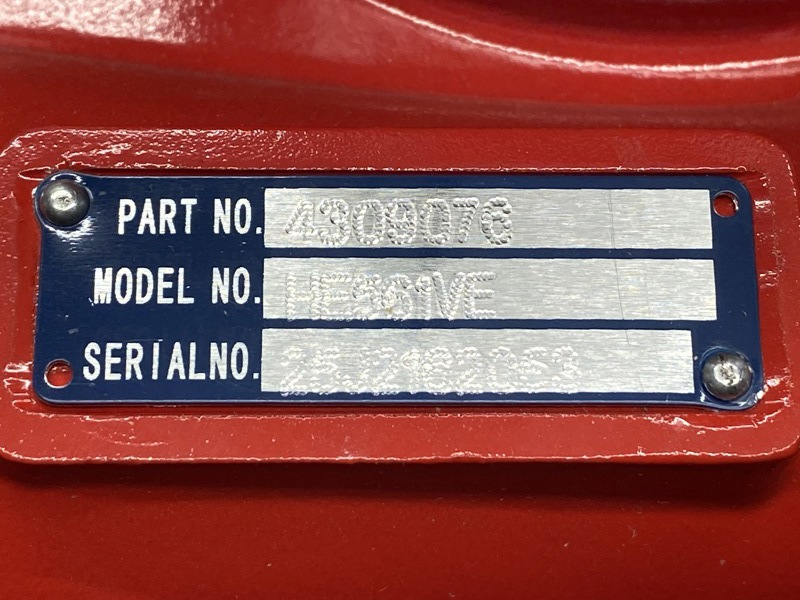 PART NO. 4309076
MODEL NO. HE561VE
SERIALNO.